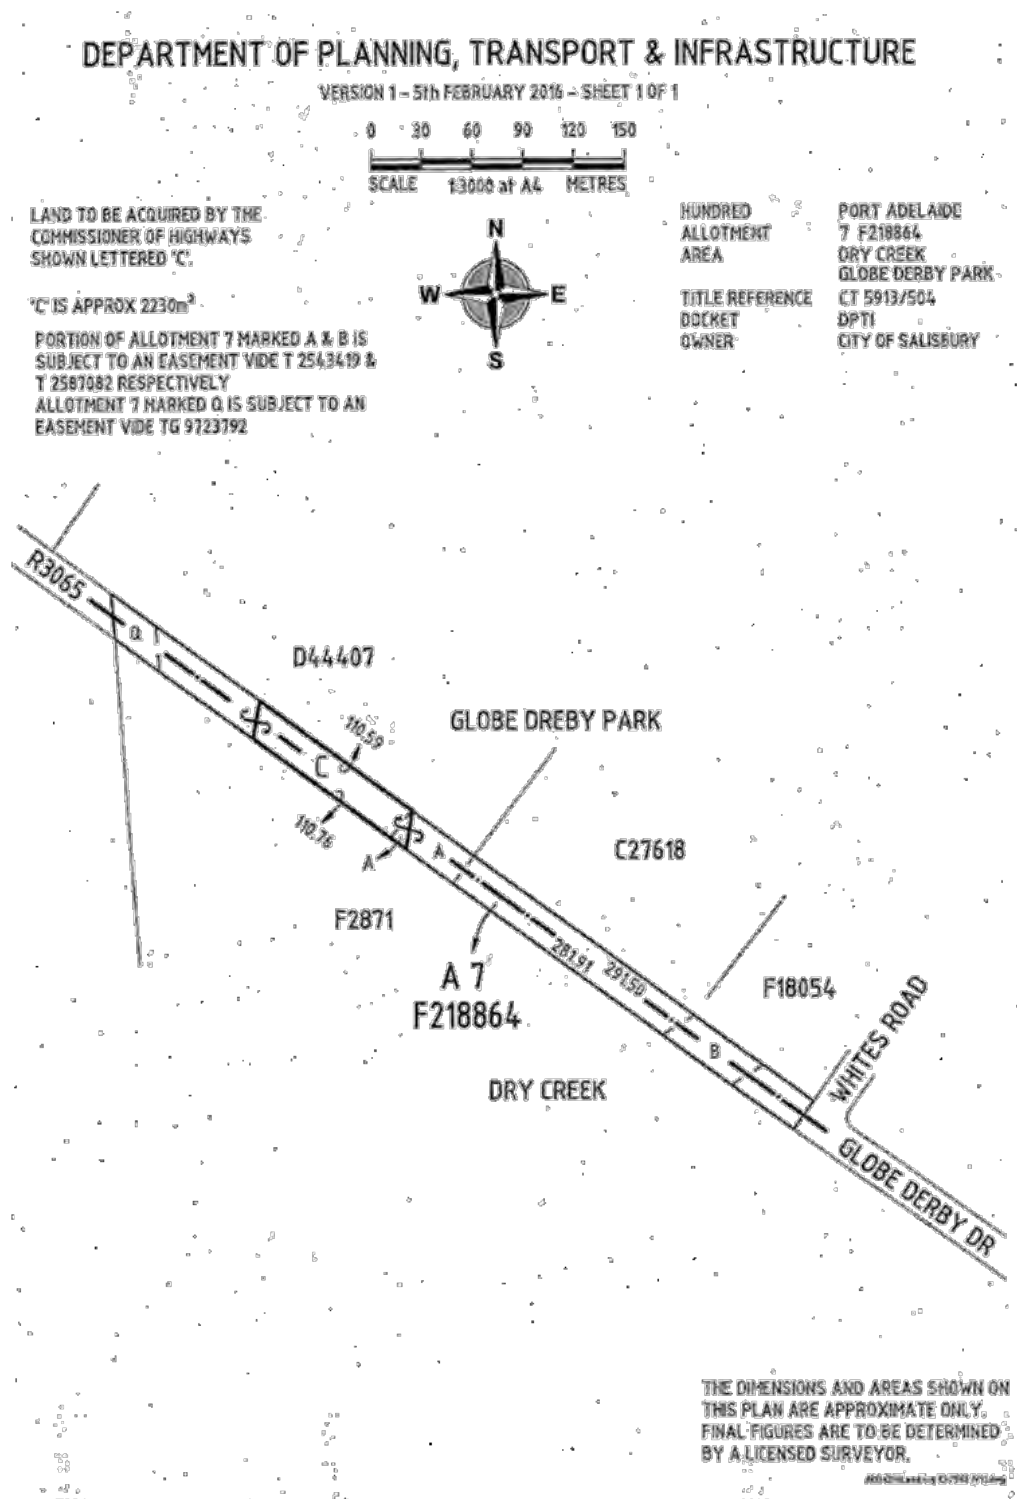 DEPARTMENT OF PLANNING, TRANSPORT & INFRASTRUCTURE
VERSION 1 - 5th FEBRUARY 2016 - SHEET 1 OF 1
0 30 60 90 120 150
SCALE 1:3000 at A4 METRES
LAND TO BE ACQUIRED BY THE
COMMISSIONER OF HIGHWAYS
SHOWN LETTERED 'C'.
'C' IS APPROX 2230m²
PORTION OF ALLOTMENT 7 MARKED A & B IS
SUBJECT TO AN EASEMENT VIDE T 2543419 &
T 2587082 RESPECTIVELY
ALLOTMENT 7 MARKED Q IS SUBJECT TO AN
EASEMENT VIDE TG 9723792
N
W E
S
HUNDRED PORT ADELAIDE
ALLOTMENT 7 F218864
AREA DRY CREEK
GLOBE DERBY PARK
TITLE REFERENCE CT 5913/504
DOCKET DPTI
OWNER CITY OF SALISBURY
R3065
Q
D44407
GLOBE DREBY PARK
110.59
C
110.76
A
A
C27618
F2871
281.91
291.50
A 7
F218864
F18054
B
WHITES ROAD
DRY CREEK
GLOBE DERBY DR
THE DIMENSIONS AND AREAS SHOWN ON
THIS PLAN ARE APPROXIMATE ONLY.
FINAL FIGURES ARE TO BE DETERMINED
BY A LICENSED SURVEYOR.